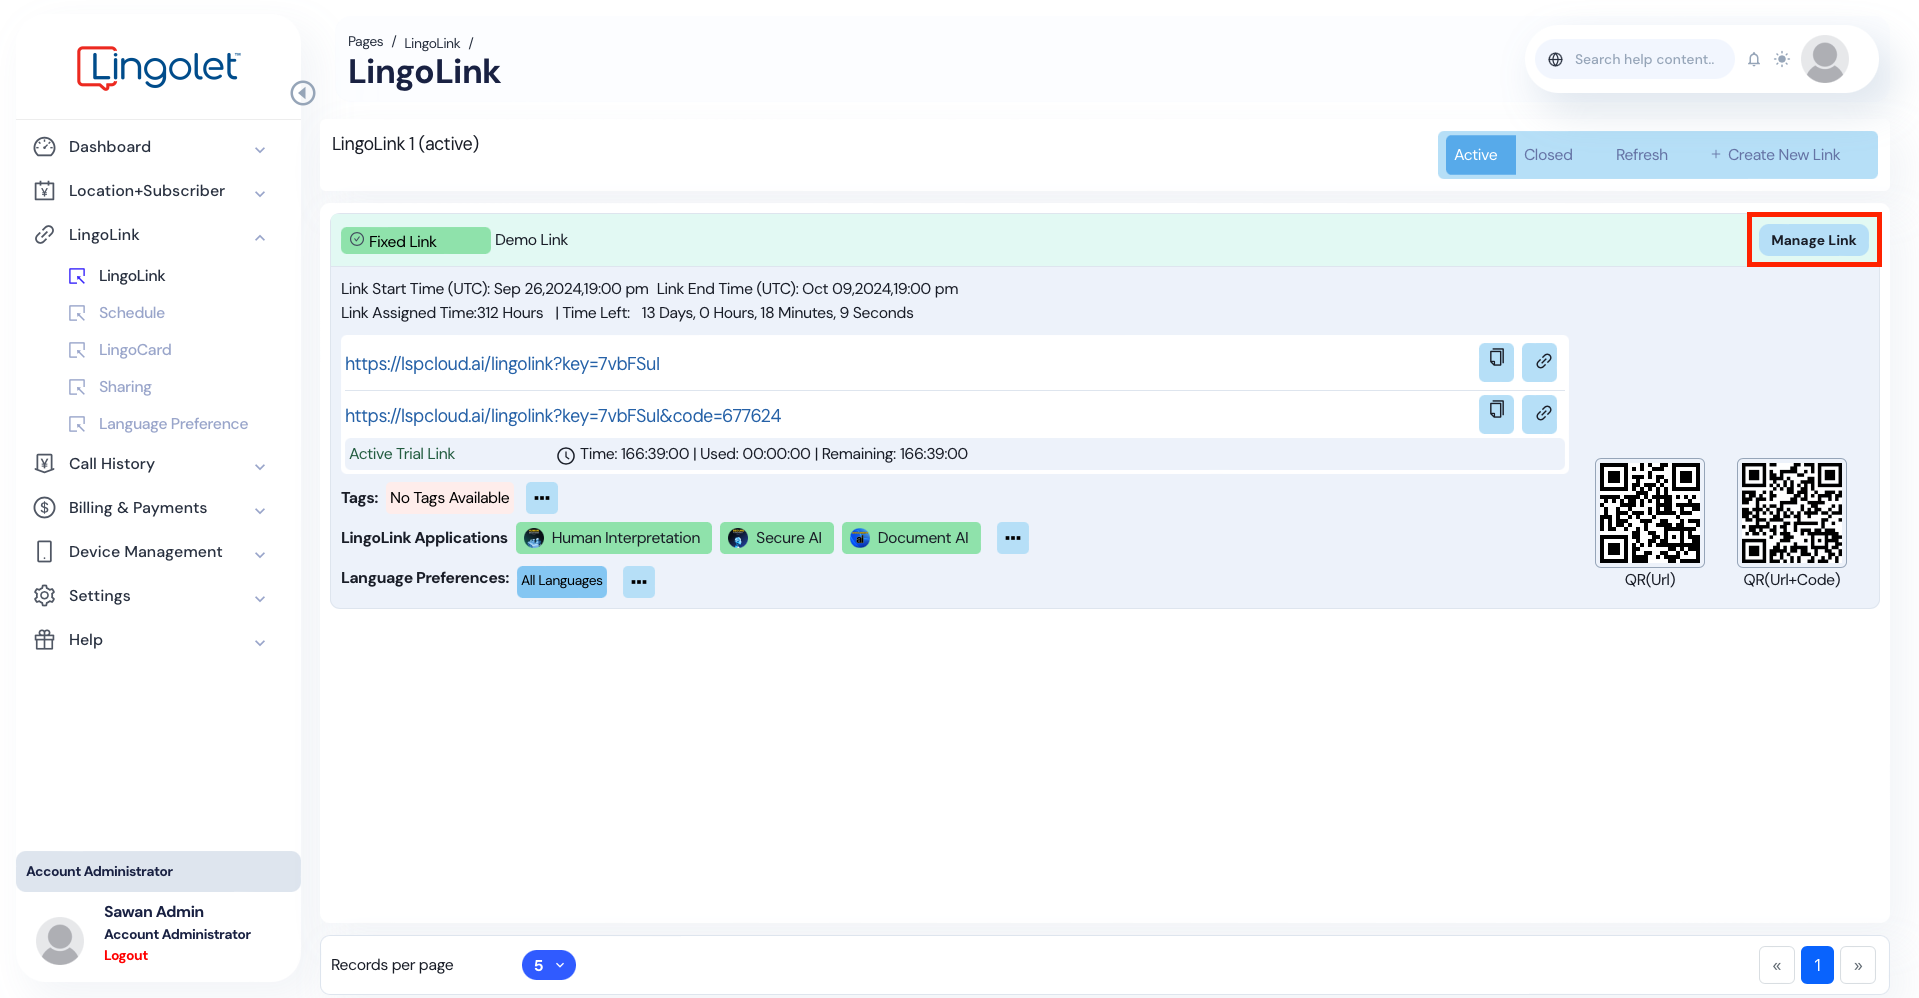 Lingolet™
Dashboard
Location+Subscriber
LingoLink
LingoLink
Schedule
LingoCard
Sharing
Language Preference
Call History
Billing & Payments
Device Management
Settings
Help
Account Administrator
Sawan Admin
Account Administrator
Logout
Pages / LingoLink /
LingoLink
Search help content..
LingoLink 1 (active)
Active Closed Refresh + Create New Link
Fixed Link Demo Link Manage Link
Link Start Time (UTC): Sep 26,2024,19:00 pm Link End Time (UTC): Oct 09,2024,19:00 pm
Link Assigned Time:312 Hours | Time Left: 13 Days, 0 Hours, 18 Minutes, 9 Seconds
https://lspcloud.ai/lingolink?key=7vbFSuI
https://lspcloud.ai/lingolink?key=7vbFSuI&code=677624
Active Trial Link Time: 166:39:00 | Used: 00:00:00 | Remaining: 166:39:00
Tags: No Tags Available •••
LingoLink Applications Human Interpretation Secure AI Document AI •••
Language Preferences: All Languages •••
QR(Url) QR(Url+Code)
Records per page 5 « 1 »